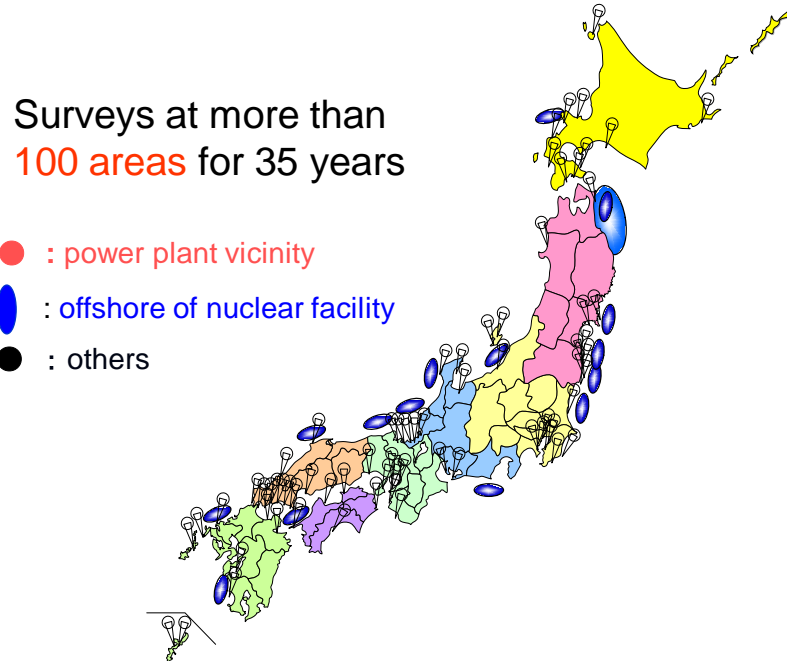 Surveys at more than
100 areas for 35 years
: power plant vicinity
: offshore of nuclear facility
: others